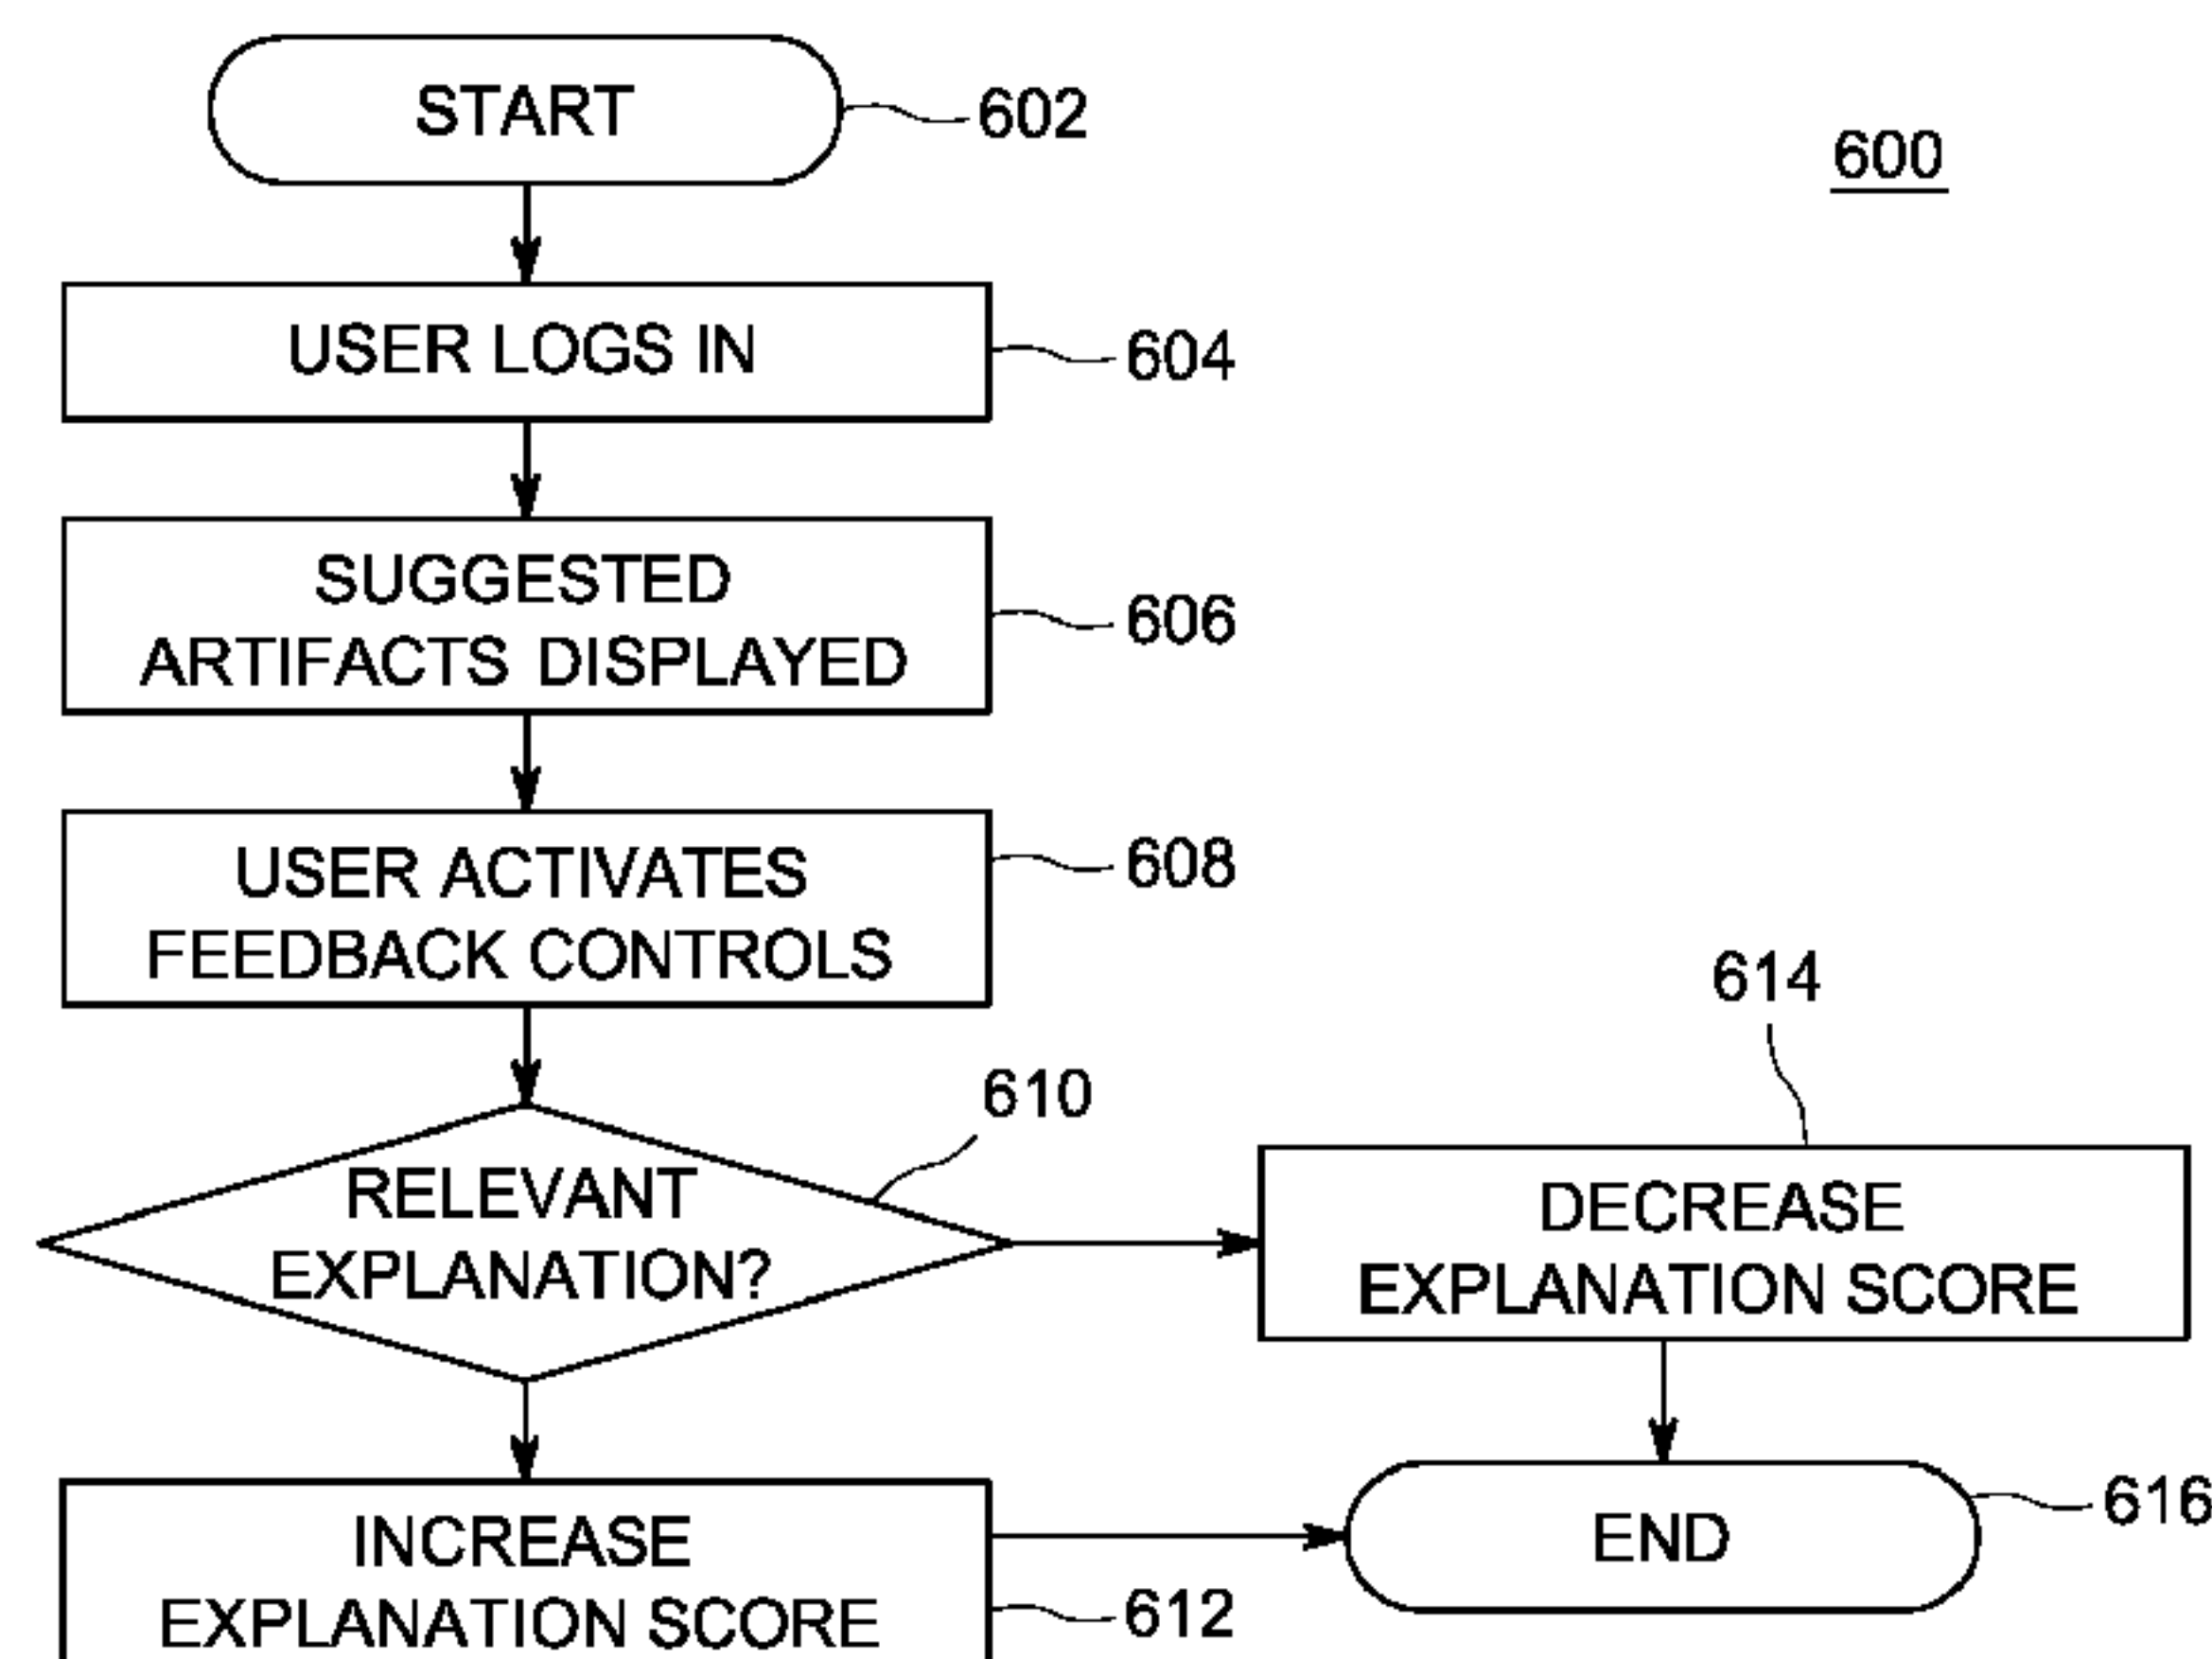 START
602
600
USER LOGS IN
604
SUGGESTED
ARTIFACTS DISPLAYED
606
USER ACTIVATES
FEEDBACK CONTROLS
608
614
610
RELEVANT
EXPLANATION?
DECREASE
EXPLANATION SCORE
INCREASE
EXPLANATION SCORE
612
END
616